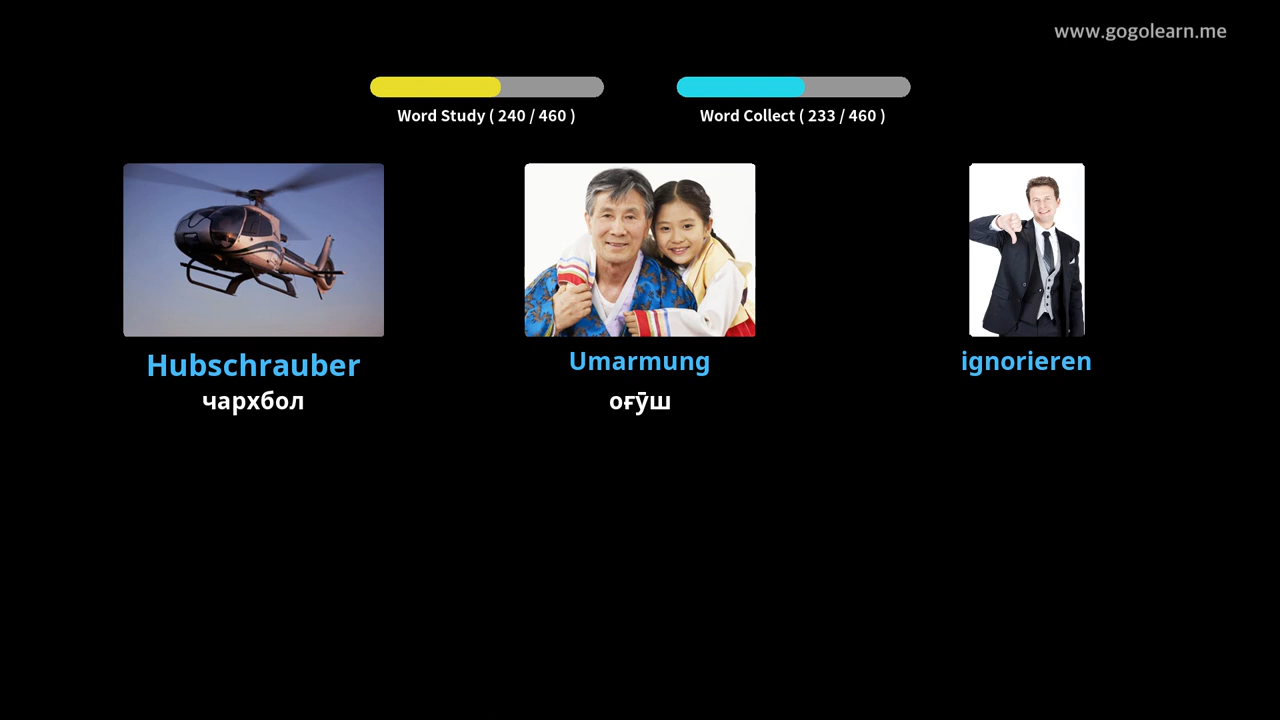 www.gogolearn.me
Word Study ( 240 / 460 )
Word Collect ( 233 / 460 )
Hubschrauber
чархбол
Umarmung
оғӯш
ignorieren